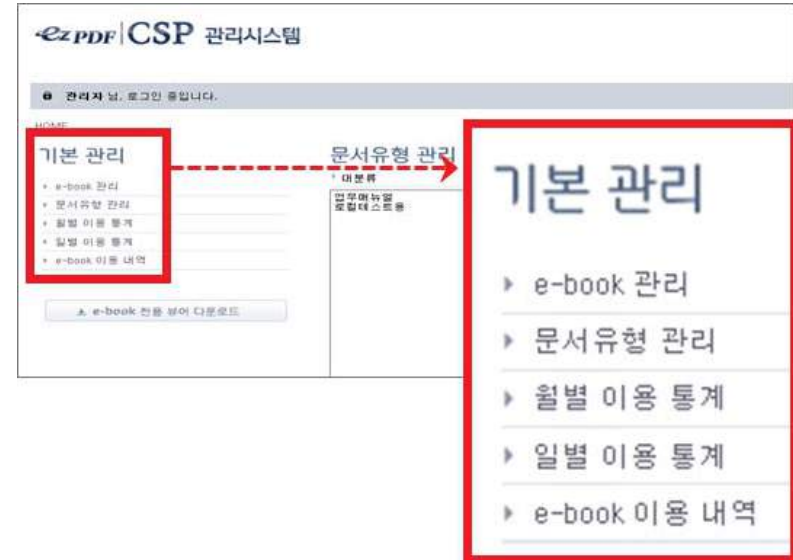 ezPDF CSP 관리시스템
관리자 님, 로그인 중입니다.
HOME
기본 관리
e-book 관리
문서유형 관리
월별 이용 통계
일별 이용 통계
e-book 이용 내역
e-book 전용 뷰어 다운로드
문서유형 관리
대분류
업무매뉴얼
로컬테스트용
기본 관리
e-book 관리
문서유형 관리
월별 이용 통계
일별 이용 통계
e-book 이용 내역